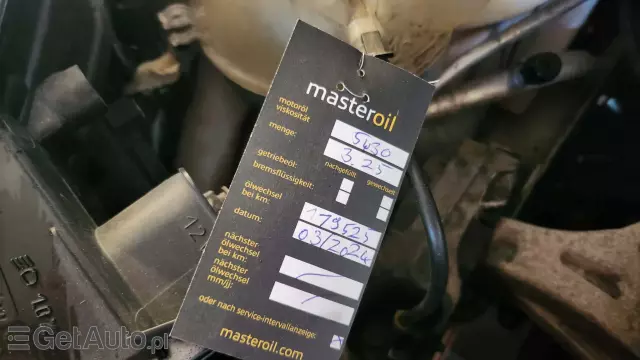 masteroil
motoröl viskosität 5W30
menge: 3,25
nachgefüllt gewechselt
getriebeöl:
bremsflüssigkeit:
ölwechsel bei km: 179525
datum: 03/2024
nächster ölwechsel bei km:
nächster ölwechsel mm/jj:
oder nach service-intervallanzeige:
masteroil.com
GetAuto.pl